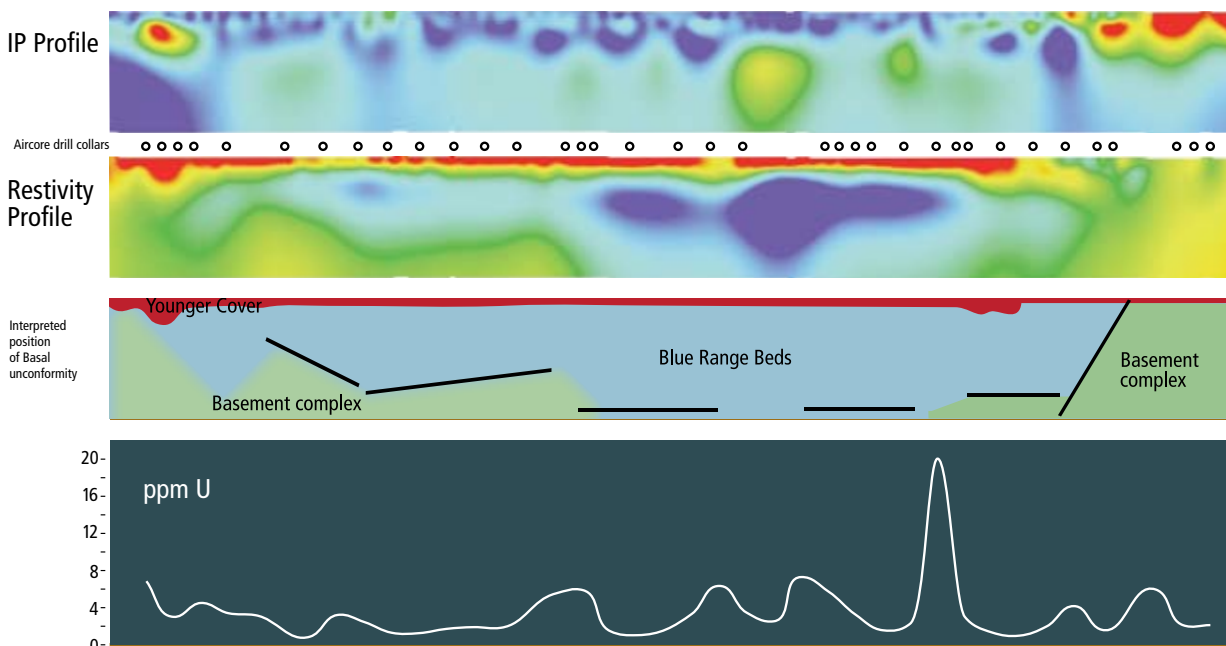 IP Profile
Aircore drill collars
Restivity
Profile
Younger Cover
Interpreted
position
of Basal
unconformity
Blue Range Beds
Basement
complex
Basement complex
20-
16-
12-
8-
4-
0-
ppm U